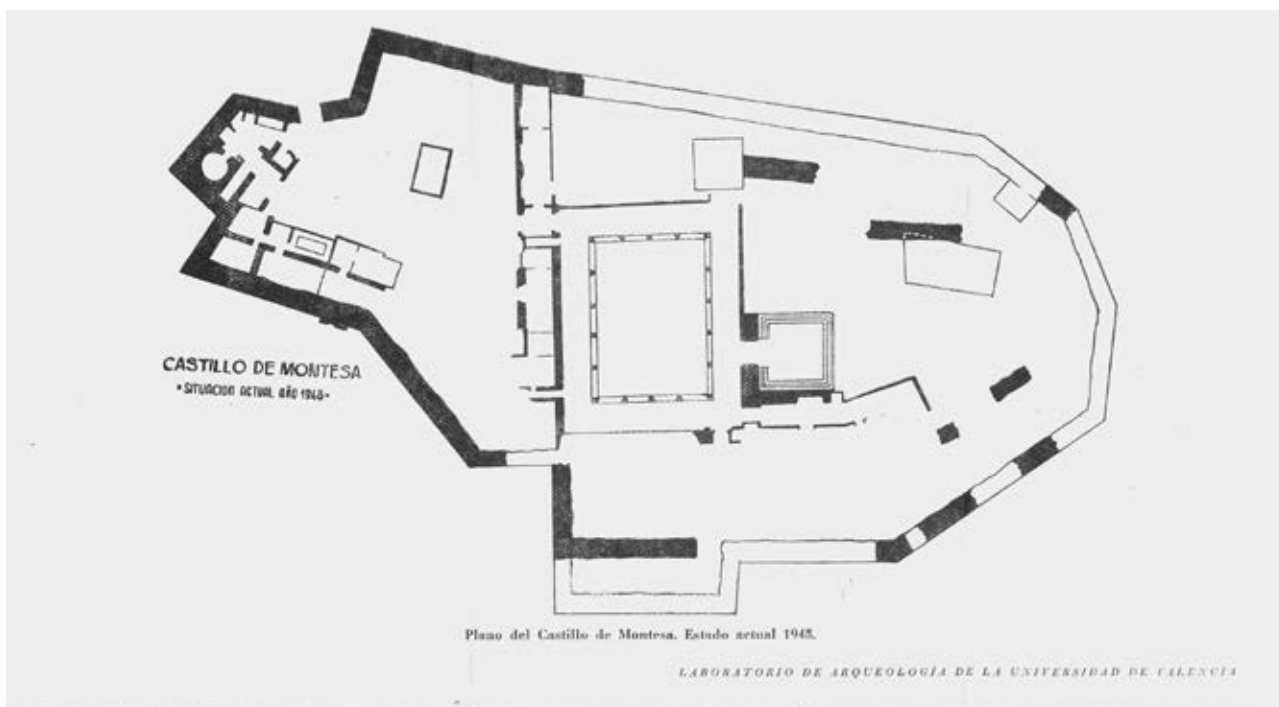 CASTILLO DE MONTESA
•SITUACION ACTUAL AÑO 1948•
Plano del Castillo de Montesa. Estado actual 1948.
LABORATORIO DE ARQUEOLOGÍA DE LA UNIVERSIDAD DE VALENCIA